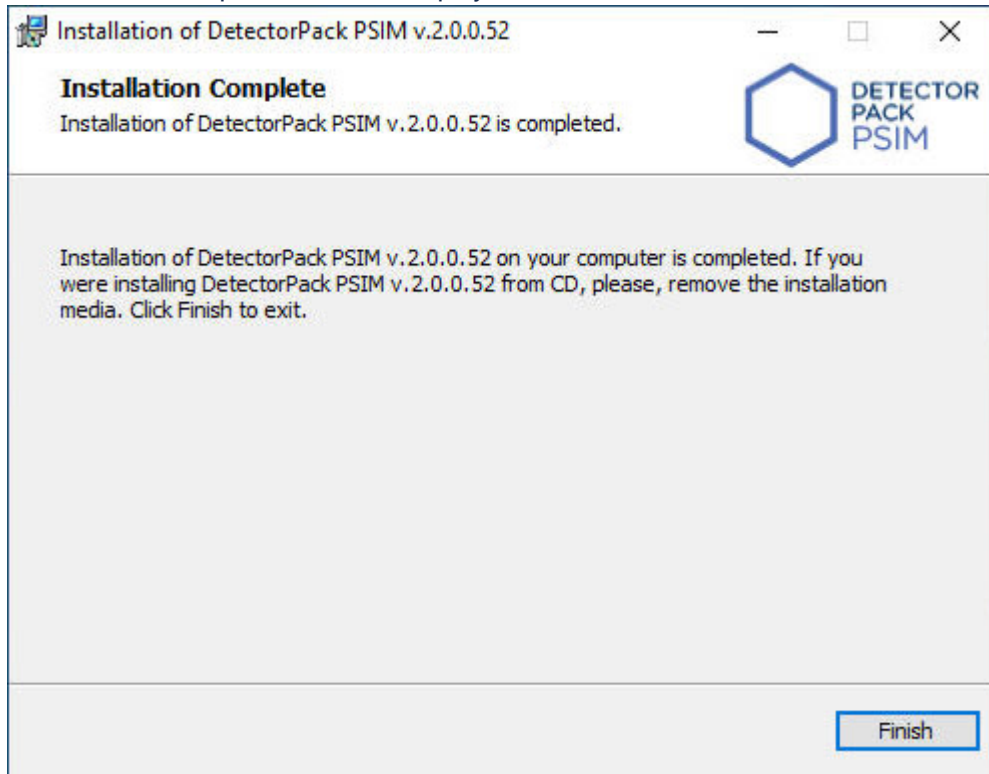 Installation of DetectorPack PSIM v.2.0.0.52
Installation Complete
Installation of DetectorPack PSIM v.2.0.0.52 is completed.
DETECTOR
PACK
PSIM
Installation of DetectorPack PSIM v.2.0.0.52 on your computer is completed. If you
were installing DetectorPack PSIM v.2.0.0.52 from CD, please, remove the installation
media. Click Finish to exit.
Finish